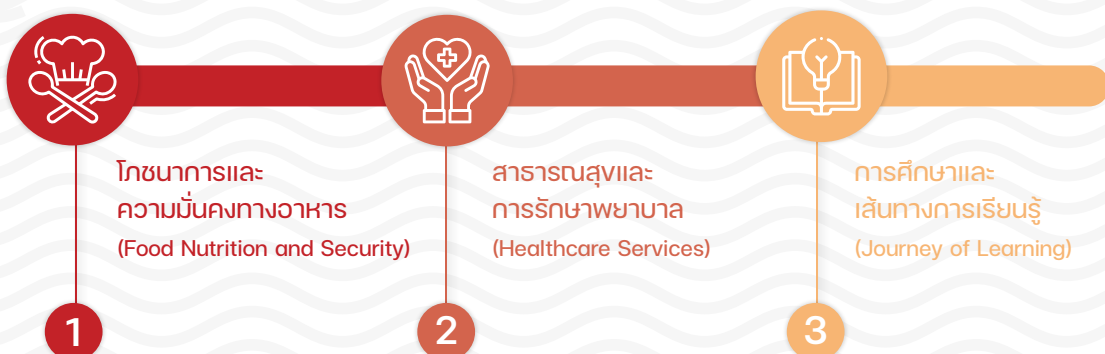 โภชนาการและ
ความมั่นคงทางอาหาร
(Food Nutrition and Security)
1
สาธารณสุขและ
การรักษาพยาบาล
(Healthcare Services)
2
การศึกษาและ
เส้นทางการเรียนรู้
(Journey of Learning)
3